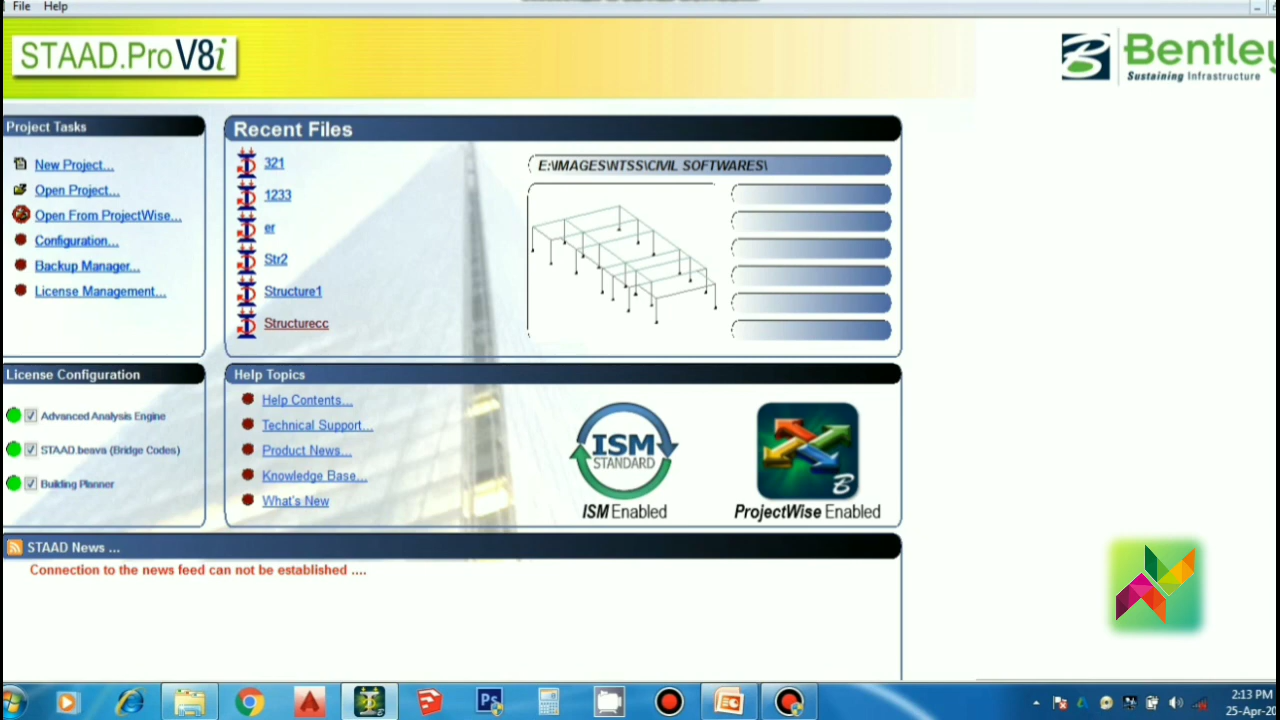 File Help
STAAD.Pro V8i
Bentley
Sustaining Infrastructure
Project Tasks
New Project...
Open Project...
Open From ProjectWise...
Configuration...
Backup Manager...
License Management...
Recent Files
321
1233
er
Str2
Structure1
Structurecc
E:\IMAGES\NTSS\CIVIL SOFTWARES\
License Configuration
Advanced Analysis Engine
STAAD.beava (Bridge Codes)
Building Planner
Help Topics
Help Contents...
Technical Support...
Product News...
Knowledge Base...
What's New
ISM
STANDARD
ISM Enabled
B
ProjectWise Enabled
STAAD News ...
Connection to the news feed can not be established ....
Ps
2:13 PM
25-Apr-20